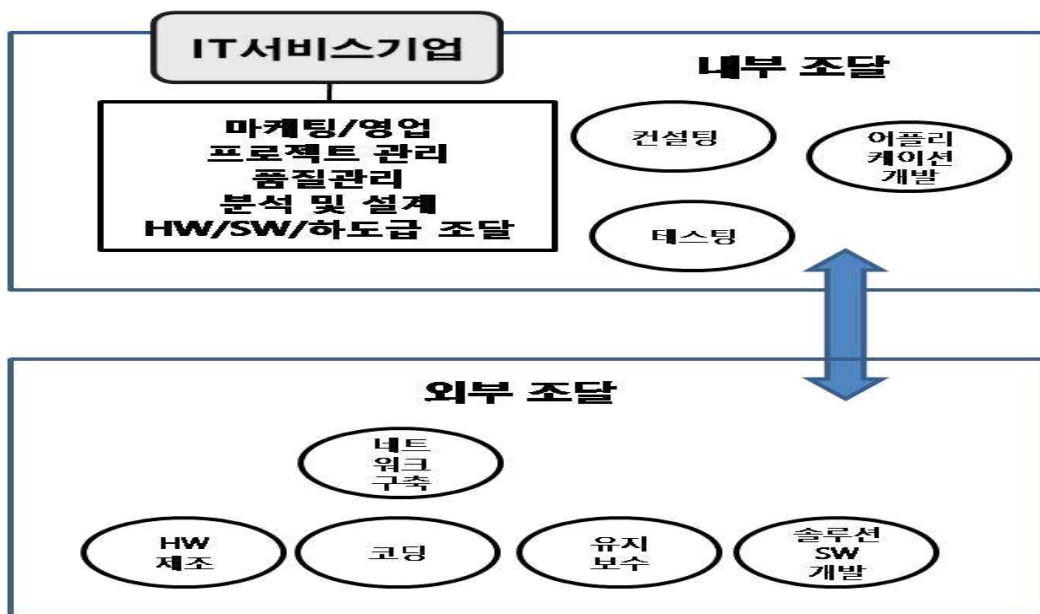 IT서비스기업
내부 조달
마케팅/영업
프로젝트 관리
품질관리
분석 및 설계
HW/SW/하도급 조달
컨설팅
어플리
케이션
개발
테스팅
외부 조달
네트
워크
구축
HW
제조
코딩
유지
보수
솔루션
SW
개발